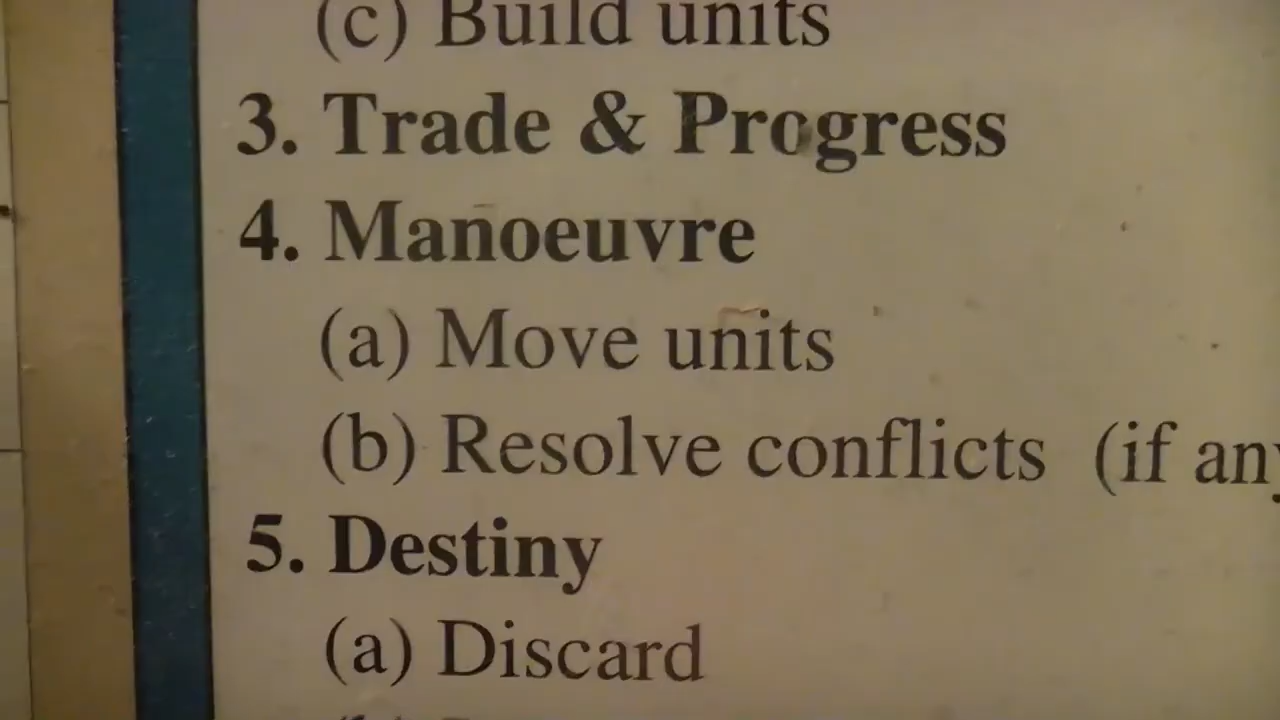 (c) Build units
3. Trade & Progress
4. Manoeuvre
(a) Move units
(b) Resolve conflicts (if any
5. Destiny
(a) Discard